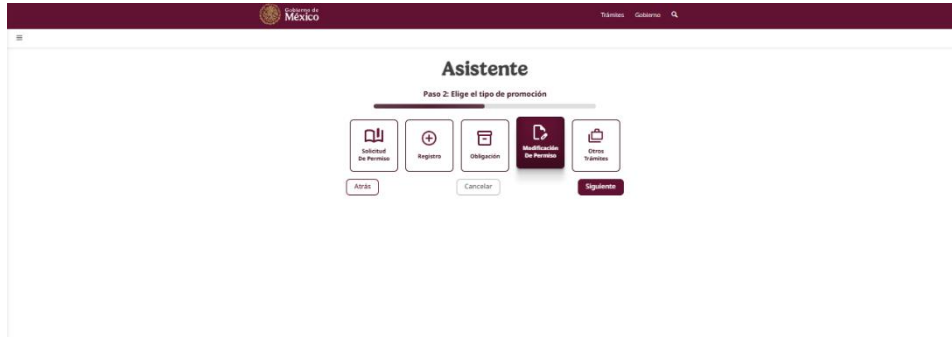 Gobierno de
México
Trámites Gobierno
Asistente
Paso 2: Elige el tipo de promoción
Solicitud
De Permiso
Registro
Obligación
Modificación
De Permiso
Otros
Trámites
Atrás
Cancelar
Siguiente